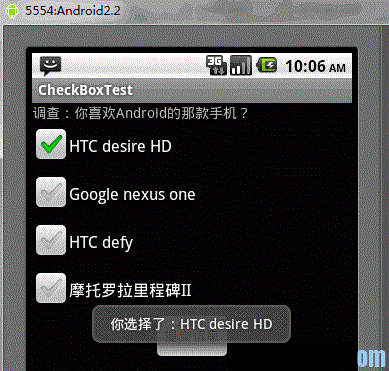 5554:Android2.2
3G
10:06 AM
CheckBoxTest
调查：你喜欢Android的那款手机？
HTC desire HD
Google nexus one
HTC defy
摩托罗拉里程碑II
你选择了：HTC desire HD
om